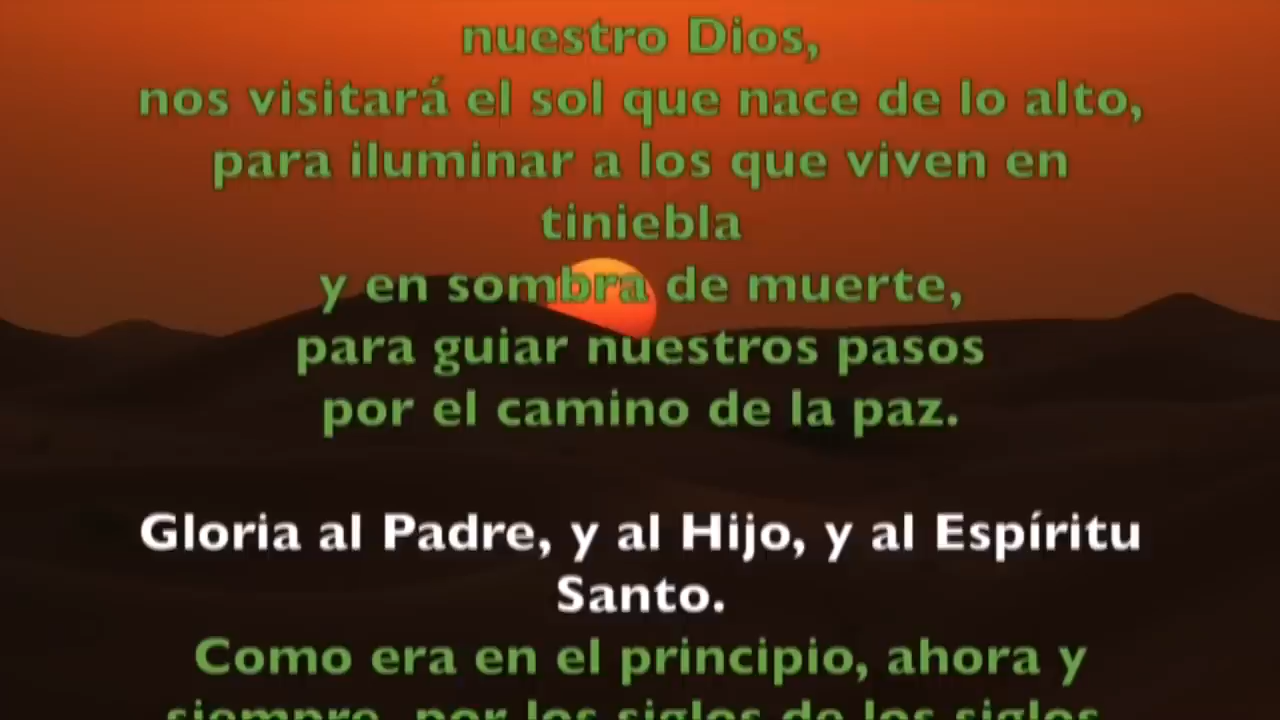 nuestro Dios,
nos visitará el sol que nace de lo alto,
para iluminar a los que viven en
tiniebla
y en sombra de muerte,
para guiar nuestros pasos
por el camino de la paz.
Gloria al Padre, y al Hijo, y al Espíritu
Santo.
Como era en el principio, ahora y
siempre, por los siglos de los siglos